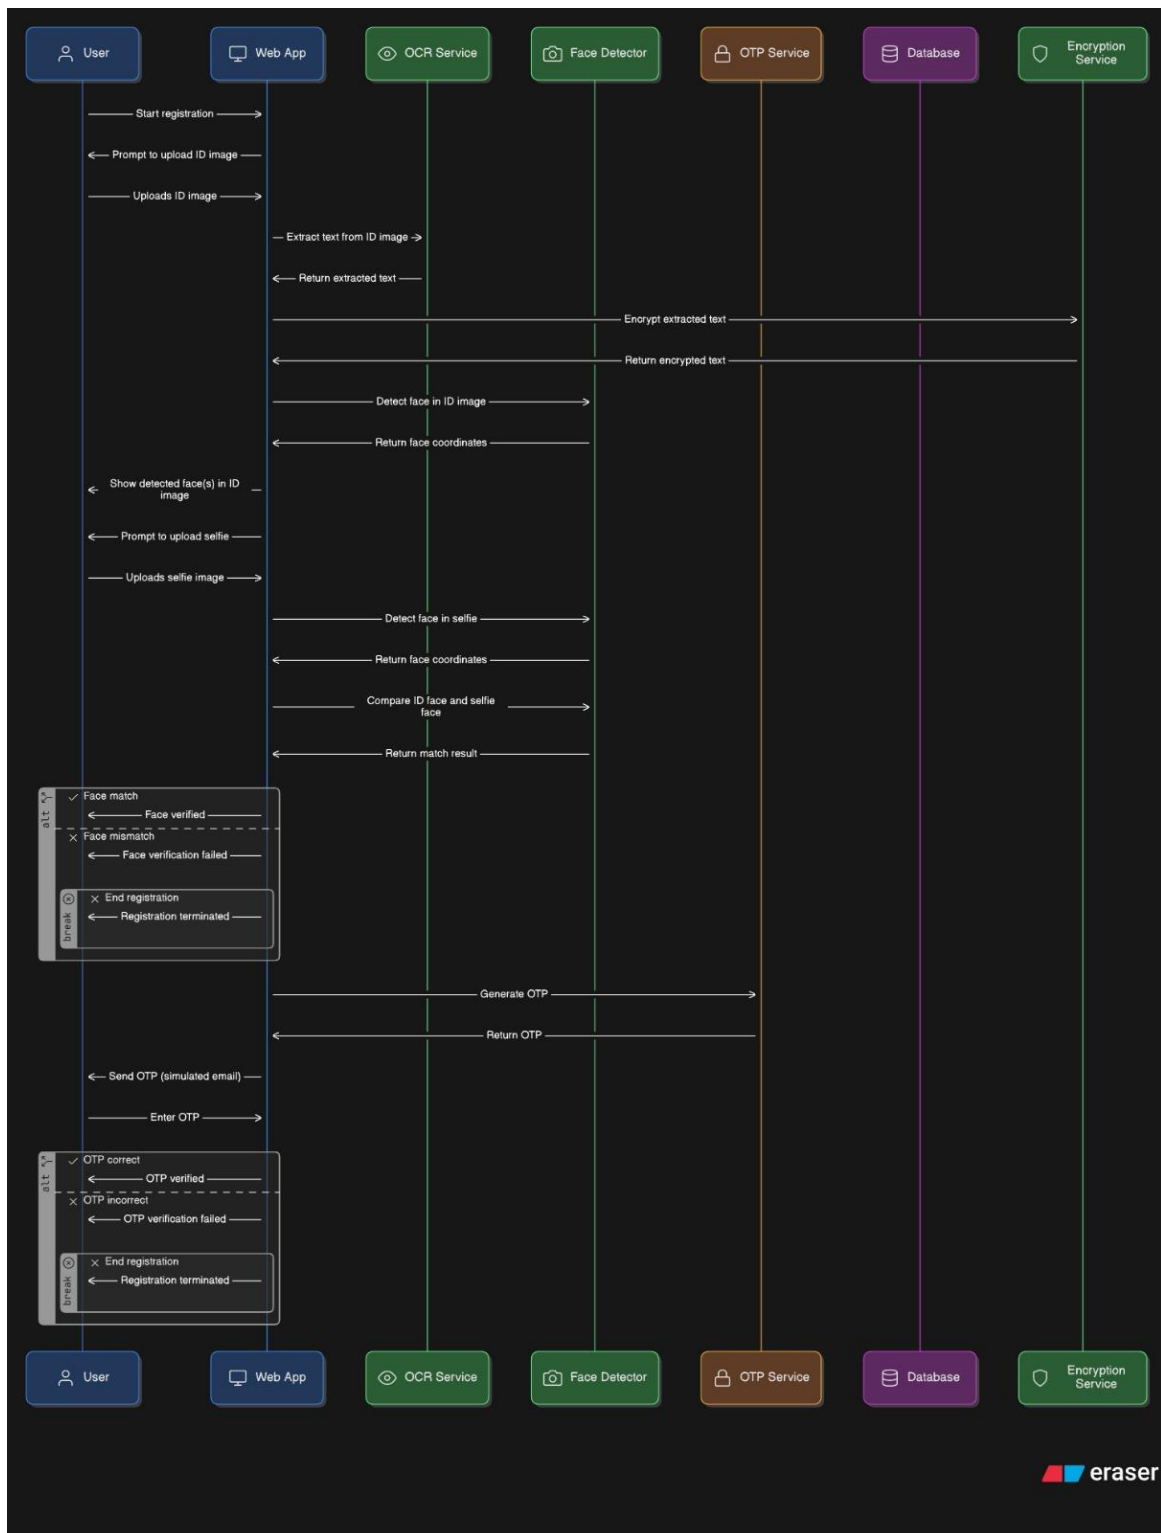 User
Web App
OCR Service
Face Detector
OTP Service
Database
Encryption
Service
Start registration
Prompt to upload ID image
Uploads ID image
Extract text from ID image
Return extracted text
Encrypt extracted text
Return encrypted text
Detect face in ID image
Return face coordinates
Show detected face(s) in ID
image
Prompt to upload selfie
Uploads selfie image
Detect face in selfie
Return face coordinates
Compare ID face and selfie
face
Return match result
alt
Face match
Face verified
Face mismatch
Face verification failed
break
End registration
Registration terminated
Generate OTP
Return OTP
Send OTP (simulated email)
Enter OTP
alt
OTP correct
OTP verified
OTP incorrect
OTP verification failed
break
End registration
Registration terminated
User
Web App
OCR Service
Face Detector
OTP Service
Database
Encryption
Service
eraser